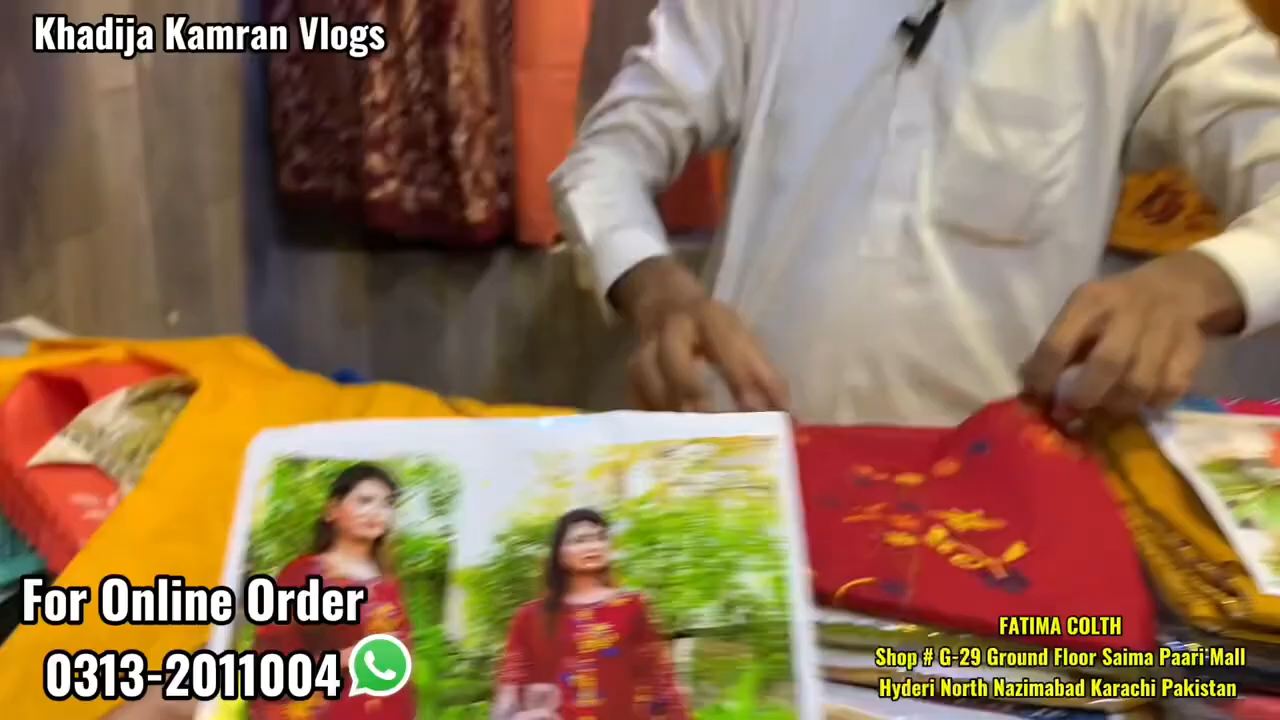 Khadija Kamran Vlogs
For Online Order
0313-2011004
FATIMA COLTH
Shop # G-29 Ground Floor Saima Paari Mall
Hyderi North Nazimabad Karachi Pakistan